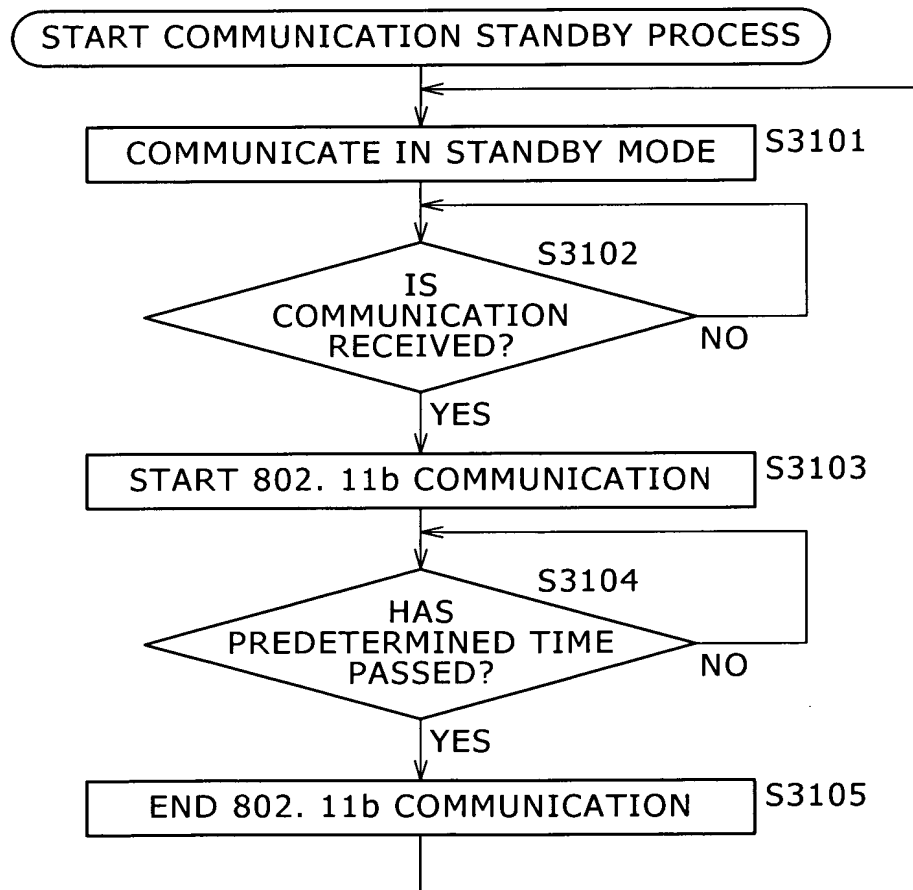 START COMMUNICATION STANDBY PROCESS
COMMUNICATE IN STANDBY MODE
S3101
S3102
IS
COMMUNICATION
RECEIVED?
NO
YES
START 802. 11b COMMUNICATION
S3103
S3104
HAS
PREDETERMINED TIME
PASSED?
NO
YES
END 802. 11b COMMUNICATION
S3105